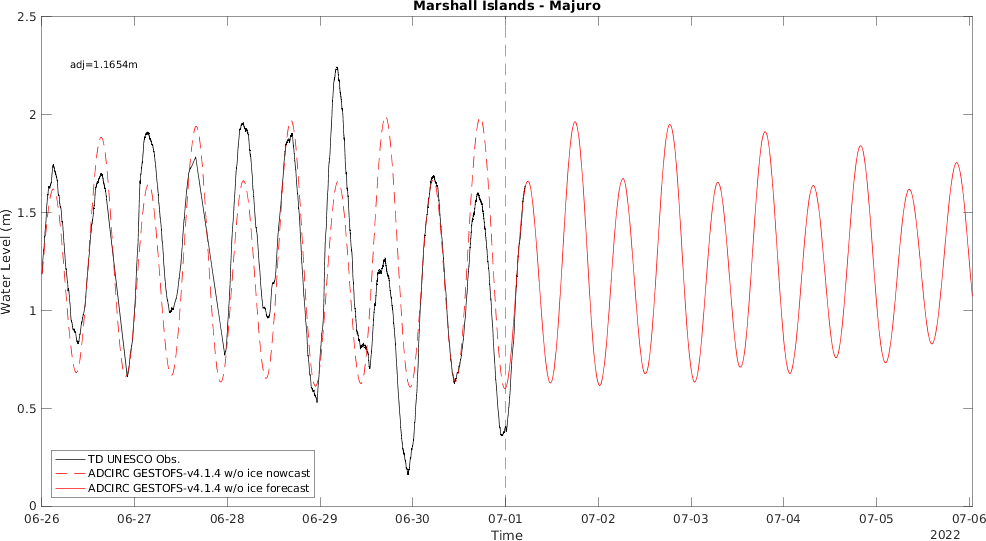 Marshall Islands - Majuro
2.5
adj=1.1654m
2
1.5
Water Level (m)
1
0.5
TD UNESCO Obs.
ADCIRC GESTOFS-v4.1.4 w/o ice nowcast
ADCIRC GESTOFS-v4.1.4 w/o ice forecast
0
06-26 06-27 06-28 06-29 06-30 07-01 07-02 07-03 07-04 07-05 07-06
Time
2022